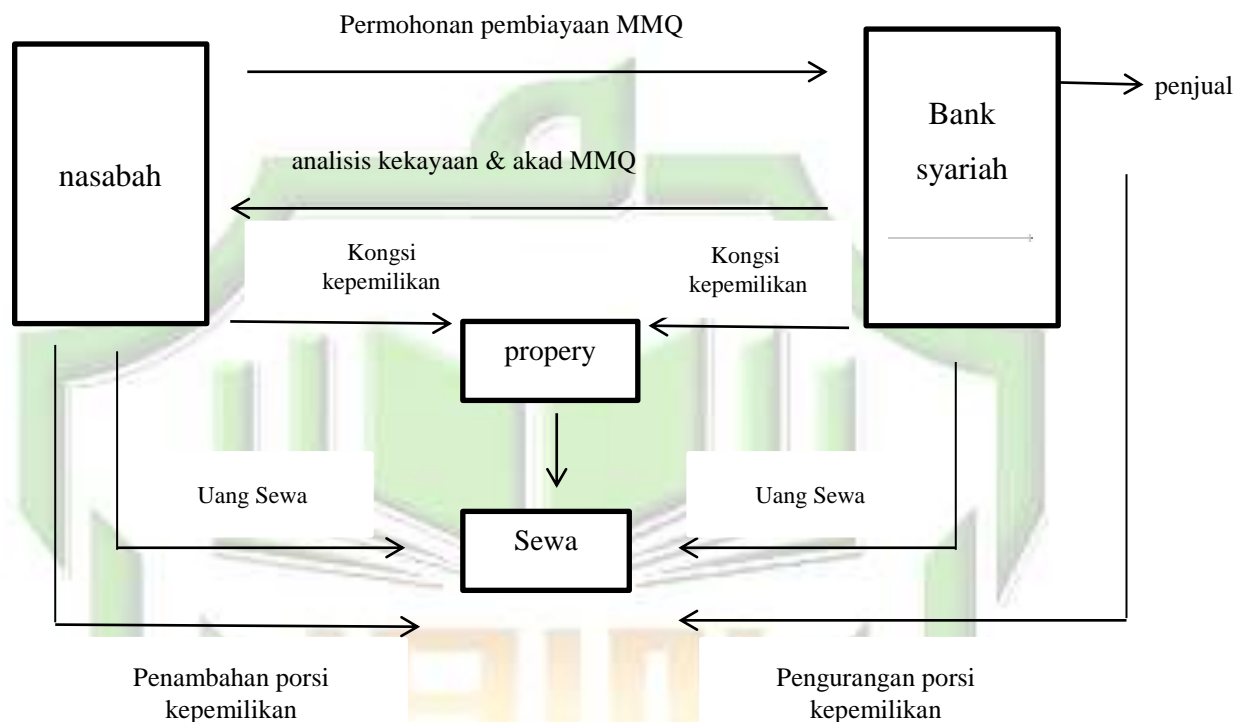 Permohonan pembiayaan MMQ
nasabah
Bank
syariah
penjual
analisis kekayaan & akad MMQ
Kongsi
kepemilikan
Kongsi
kepemilikan
propery
Uang Sewa
Uang Sewa
Sewa
Penambahan porsi
kepemilikan
Pengurangan porsi
kepemilikan